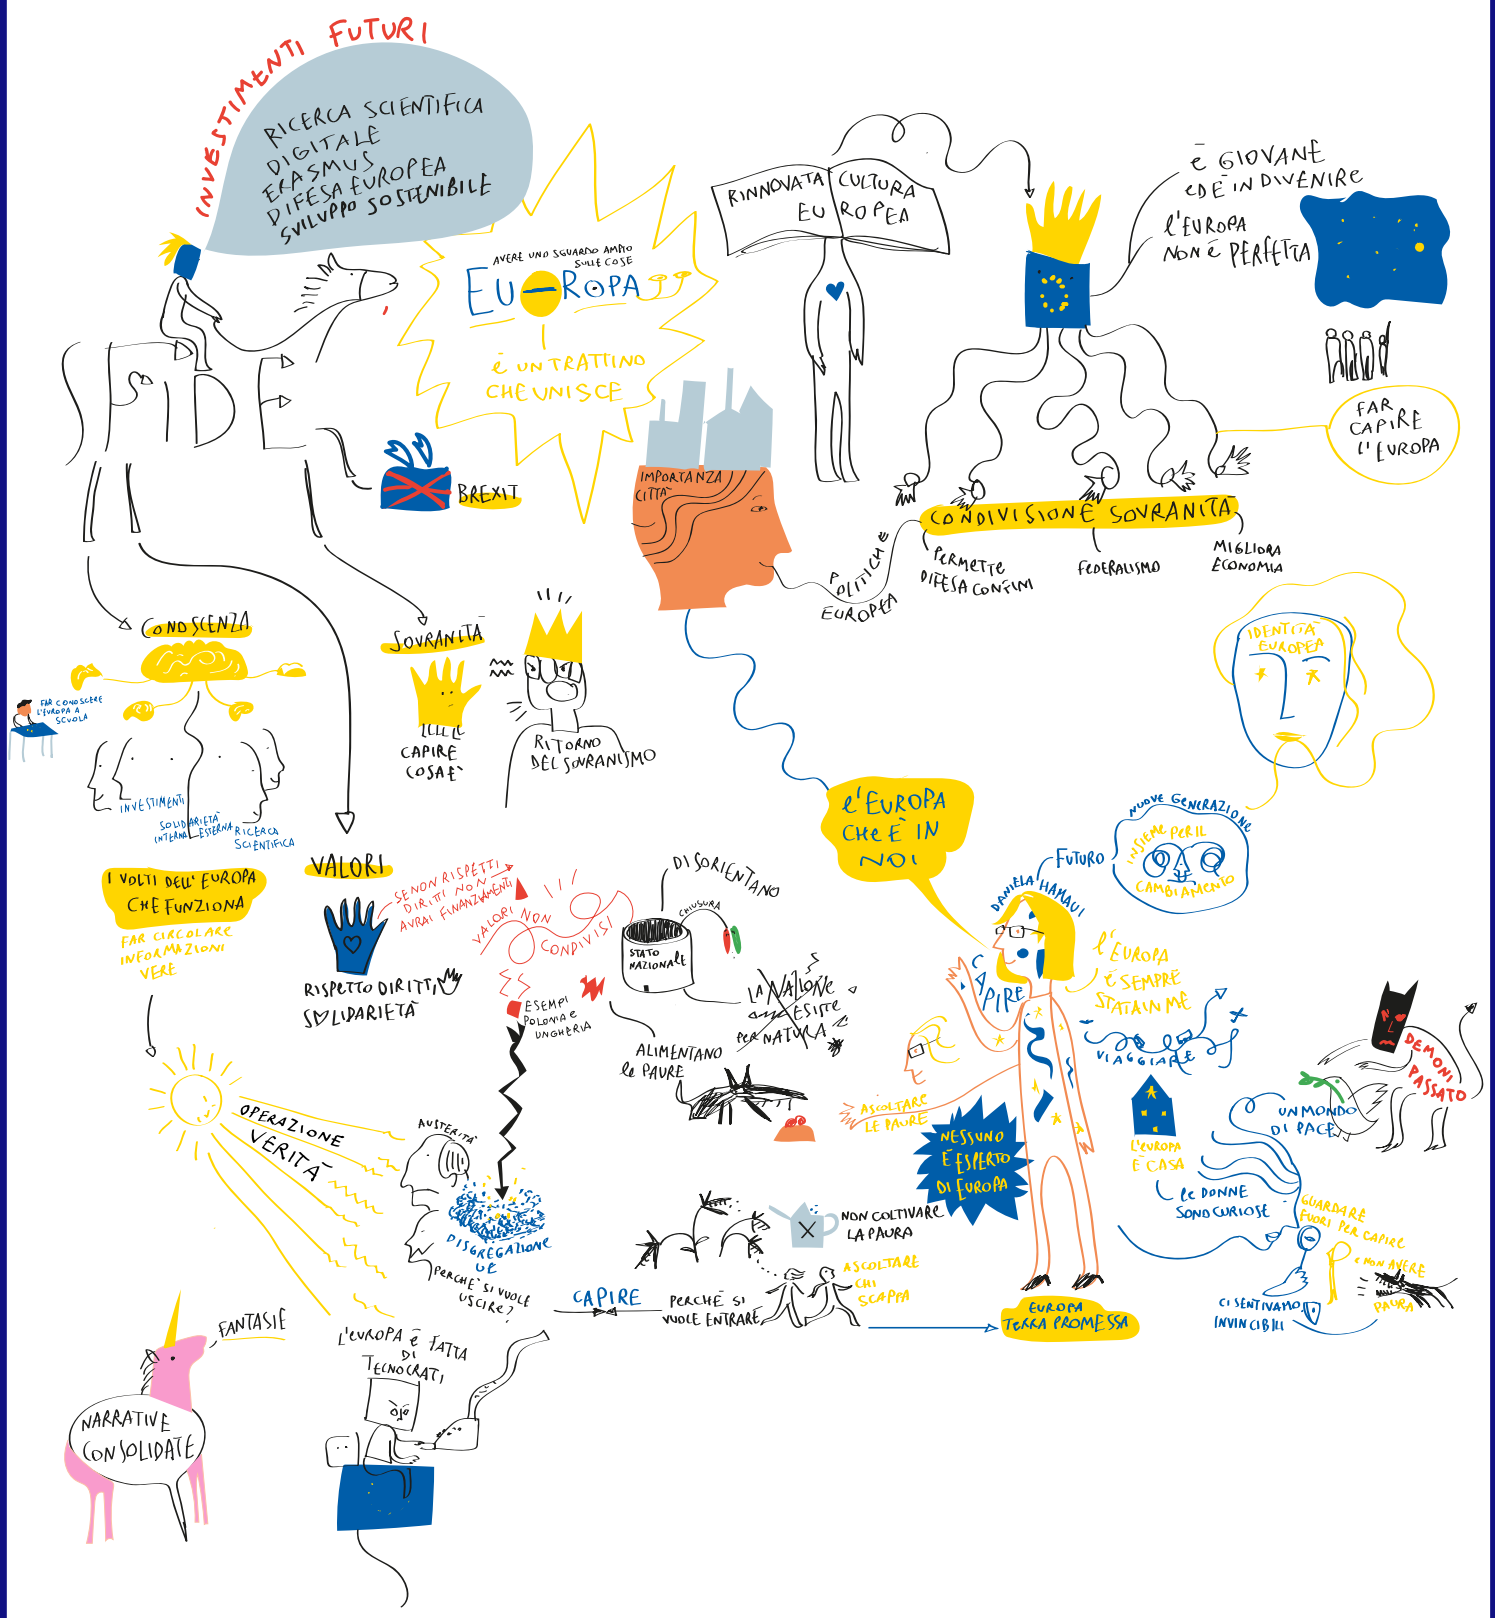 INVESTIMENTI FUTURI
RICERCA SCIENTIFICA
DIGITALE
ERASMUS
DIFESA EUROPEA
SVILUPPO SOSTENIBILE
SFIDE
AVERE UNO SGUARDO AMPIO
SULLE COSE
EU-ROPA
È UN TRATTINO
CHE UNISCE
BREXIT
RINNOVATA CULTURA
EUROPEA
È GIOVANE
ED È IN DIVENIRE
L'EUROPA
NON È PERFETTA
FAR
CAPIRE
L'EUROPA
IMPORTANZA
CITTÀ
POLITICHE
EUROPEA
CONDIVISIONE SOVRANITÀ
PERMETTE
DIFESA CONFINI
FEDERALISMO
MIGLIORA
ECONOMIA
CONOSCENZA
FAR CONOSCERE
L'EUROPA A
SCUOLA
INVESTIMENTI
SOLIDARIETÀ
INTERNA ESTERNA
RICERCA
SCIENTIFICA
SOVRANITÀ
CAPIRE
COSA È
RITORNO
DEL SOVRANISMO
IDENTITÀ
EUROPEA
L'EUROPA
CHE È IN
NOI
I VOLTI DELL'EUROPA
CHE FUNZIONA
FAR CIRCOLARE
INFORMAZIONI
VERE
VALORI
SE NON RISPETTI
DIRITTI NON
AVRAI FINANZIAMENTI
RISPETTO DIRITTI,
SOLIDARIETÀ
VALORI NON
CONDIVISI
ESEMPI
POLONIA E
UNGHERIA
DISORIENTANO
CHIUSURA
STATO
NAZIONALE
LA NAZIONE
ESISTE
PER NATURA
ALIMENTANO
LE PAURE
NUOVE GENERAZIONE
INSIEME PER IL
CAMBIAMENTO
FUTURO
DANIELA HAMAUI
CAPIRE
L'EUROPA
È SEMPRE
STATA IN ME
VIAGGIARE
ASCOLTARE
LE PAURE
NESSUNO
È ESPERTO
DI EUROPA
L'EUROPA
È CASA
LE DONNE
SONO CURIOSE
DEMONI
PASSATO
UN MONDO
DI PACE
GUARDARE
FUORI PER CAPIRE
E NON AVERE
PAURA
CI SENTIVAMO
INVINCIBILI
OPERAZIONE
VERITÀ
AUSTERITÀ
DISGREGAZIONE
UE
PERCHÈ SI VUOLE
USCIRE?
NON COLTIVARE
LA PAURA
CAPIRE
PERCHÈ SI
VUOLE ENTRARE
ASCOLTARE
CHI
SCAPPA
EUROPA
TERRA PROMESSA
FANTASIE
NARRATIVE
CONSOLIDATE
L'EUROPA È FATTA
DI
TECNOCRATI